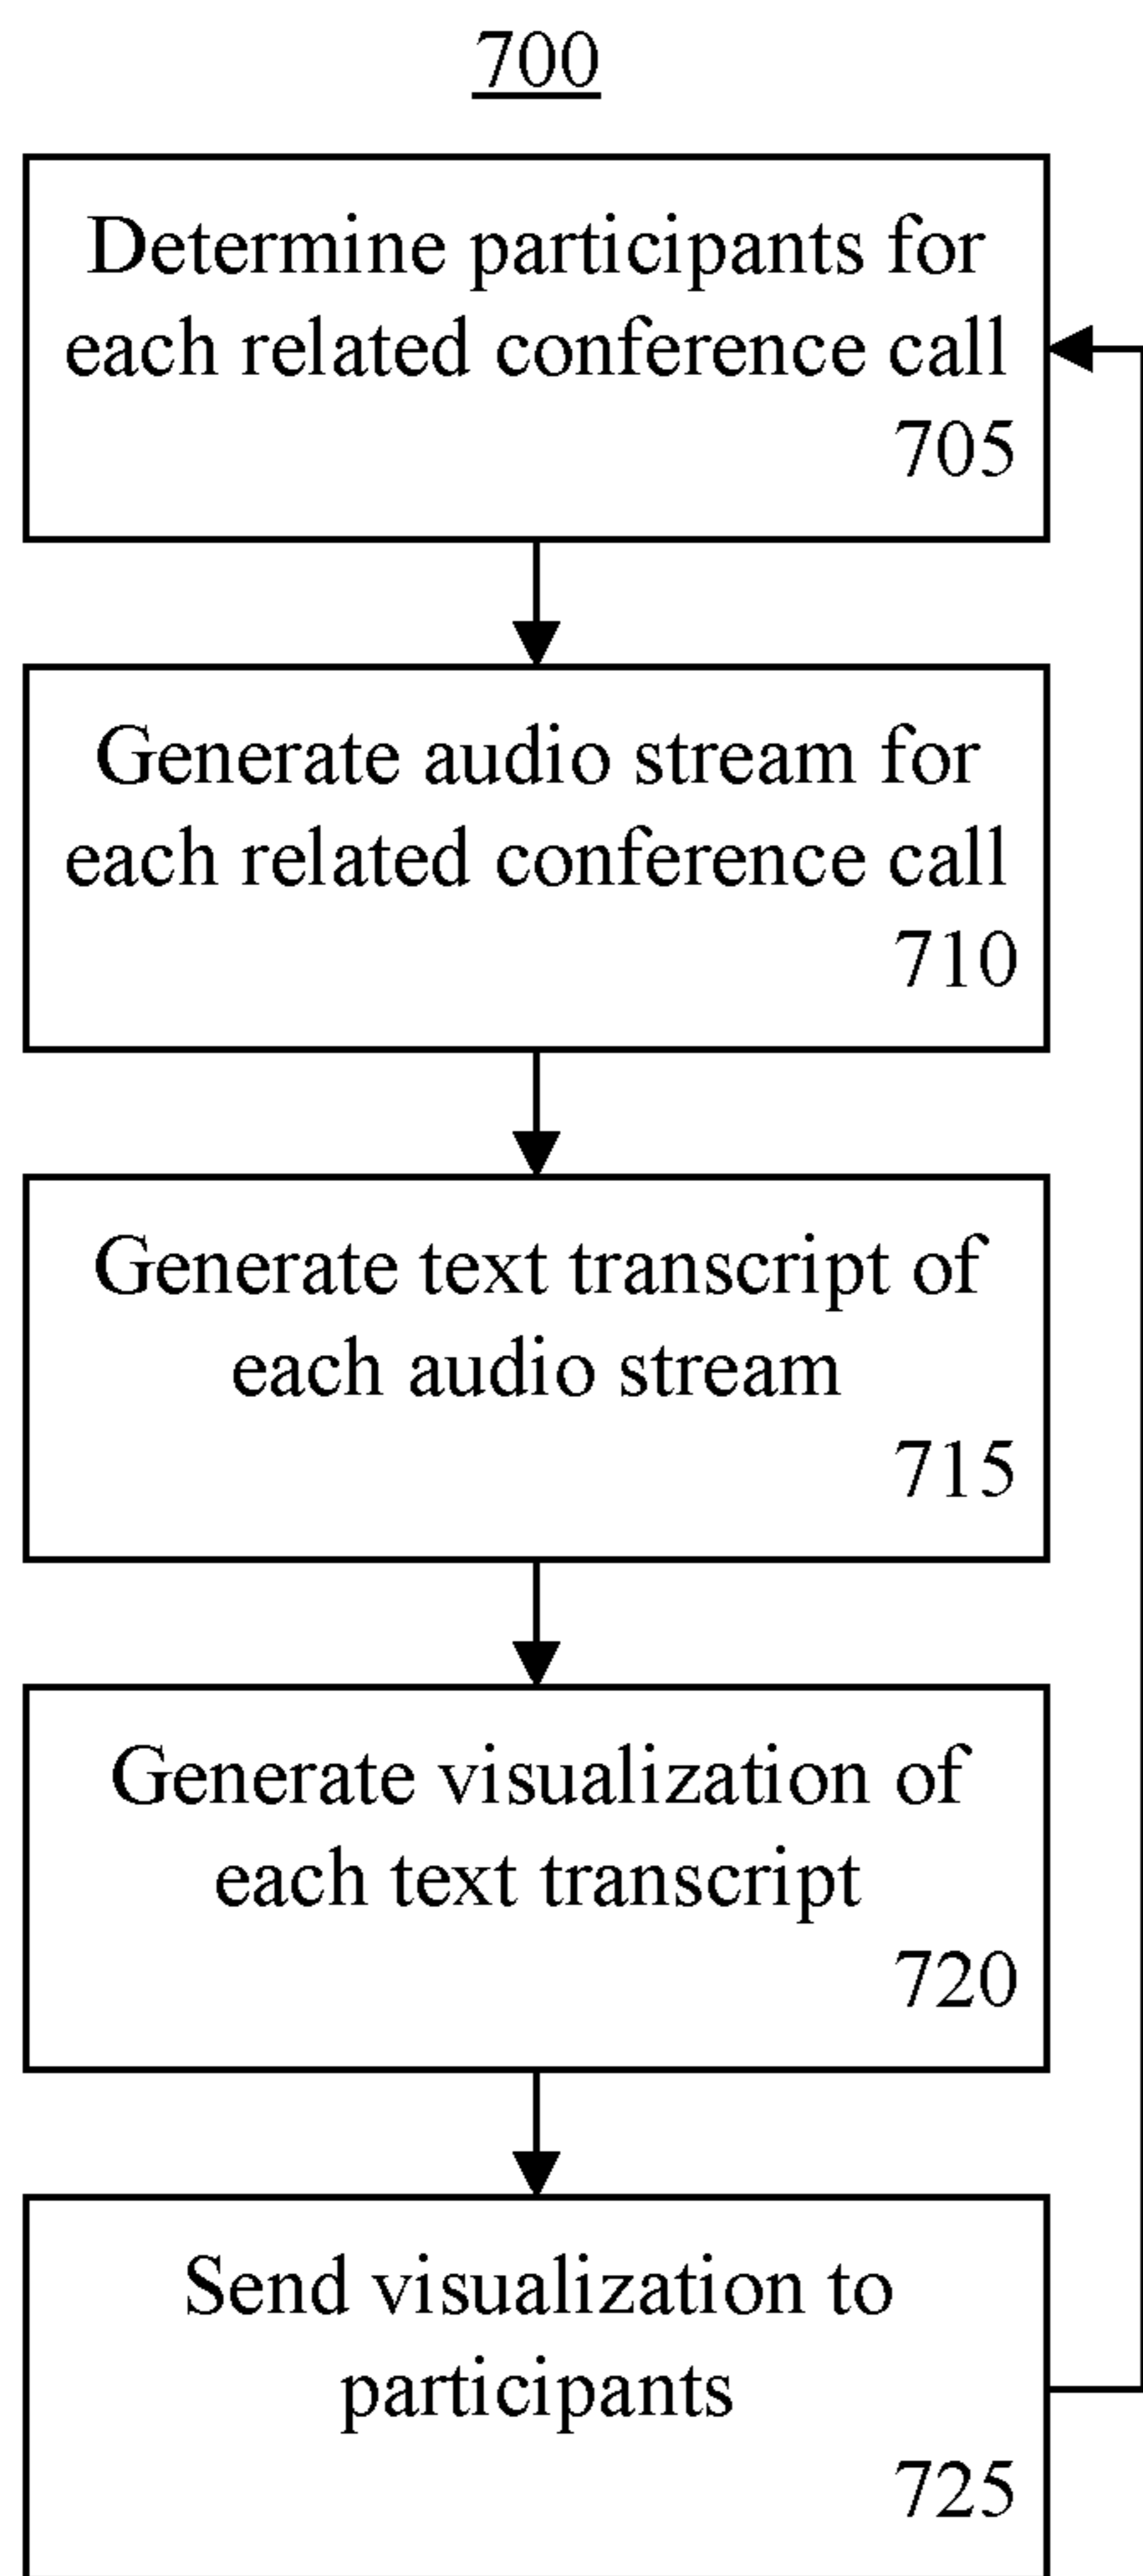 700
Determine participants for
each related conference call
705
Generate audio stream for
each related conference call
710
Generate text transcript of
each audio stream
715
Generate visualization of
each text transcript
720
Send visualization to
participants
725